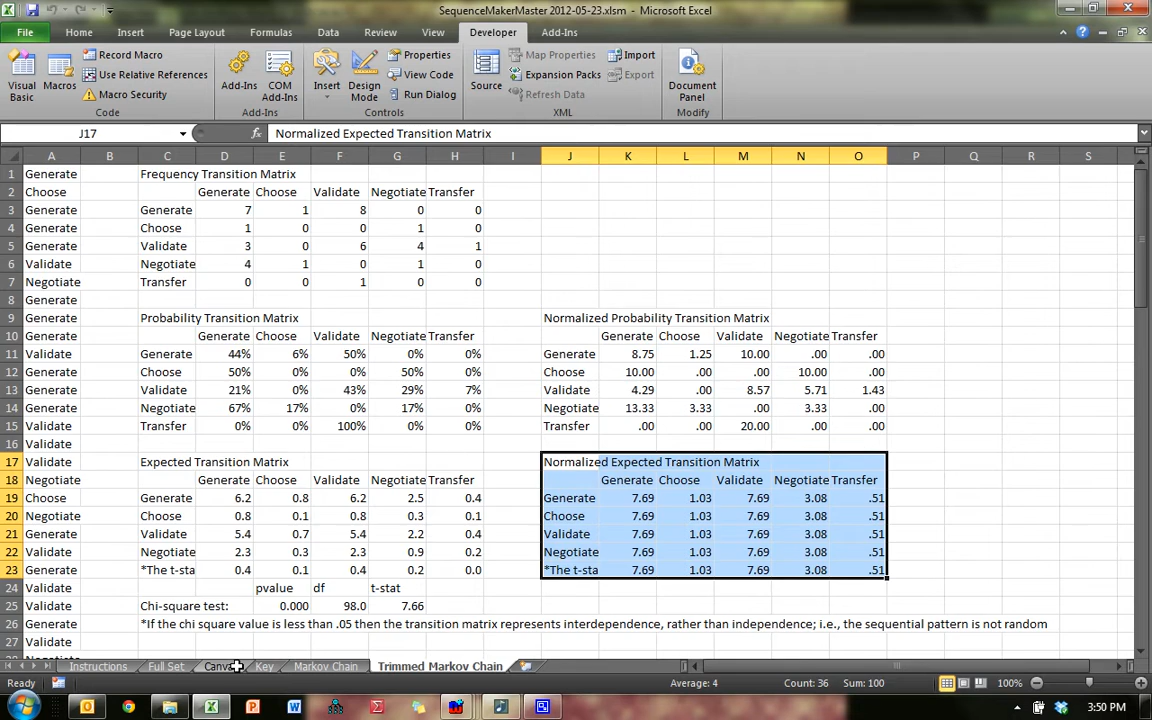 SequenceMakerMaster 2012-05-23.xlsm - Microsoft Excel
File Home Insert Page Layout Formulas Data Review View Developer Add-Ins
Visual Basic Macros Record Macro Use Relative References Macro Security Code
Add-Ins COM Add-Ins Add-Ins
Insert Design Mode Properties View Code Run Dialog Controls
Source Map Properties Expansion Packs Refresh Data Import Export XML
Document Panel Modify
J17 fx Normalized Expected Transition Matrix
A B C D E F G H I J K L M N O P Q R S
1 Generate Frequency Transition Matrix
2 Choose Generate Choose Validate Negotiate Transfer
3 Generate Generate 7 1 8 0 0
4 Generate Choose 1 0 0 1 0
5 Generate Validate 3 0 6 4 1
6 Validate Negotiate 4 1 0 1 0
7 Negotiate Transfer 0 0 1 0 0
8 Generate
9 Generate Probability Transition Matrix Normalized Probability Transition Matrix
10 Generate Generate Choose Validate Negotiate Transfer Generate Choose Validate Negotiate Transfer
11 Validate Generate 44% 6% 50% 0% 0% Generate 8.75 1.25 10.00 .00 .00
12 Generate Choose 50% 0% 0% 50% 0% Choose 10.00 .00 .00 10.00 .00
13 Generate Validate 21% 0% 43% 29% 7% Validate 4.29 .00 8.57 5.71 1.43
14 Generate Negotiate 67% 17% 0% 17% 0% Negotiate 13.33 3.33 .00 3.33 .00
15 Generate Transfer 0% 0% 100% 0% 0% Transfer .00 .00 20.00 .00 .00
16 Validate
17 Validate Expected Transition Matrix Normalized Expected Transition Matrix
18 Negotiate Generate Choose Validate Negotiate Transfer Generate Choose Validate Negotiate Transfer
19 Choose Generate 6.2 0.8 6.2 2.5 0.4 Generate 7.69 1.03 7.69 3.08 .51
20 Negotiate Choose 0.8 0.1 0.8 0.3 0.1 Choose 7.69 1.03 7.69 3.08 .51
21 Generate Validate 5.4 0.7 5.4 2.2 0.4 Validate 7.69 1.03 7.69 3.08 .51
22 Validate Negotiate 2.3 0.3 2.3 0.9 0.2 Negotiate 7.69 1.03 7.69 3.08 .51
23 Generate *The t-sta 0.4 0.1 0.4 0.2 0.0 *The t-sta 7.69 1.03 7.69 3.08 .51
24 Validate pvalue df t-stat
25 Validate Chi-square test: 0.000 98.0 7.66
26 Generate *If the chi square value is less than .05 then the transition matrix represents interdependence, rather than independence; i.e., the sequential pattern is not random
27 Validate
Instructions Full Set Canva Key Markov Chain Trimmed Markov Chain
Ready Average: 4 Count: 36 Sum: 100 100%
3:50 PM